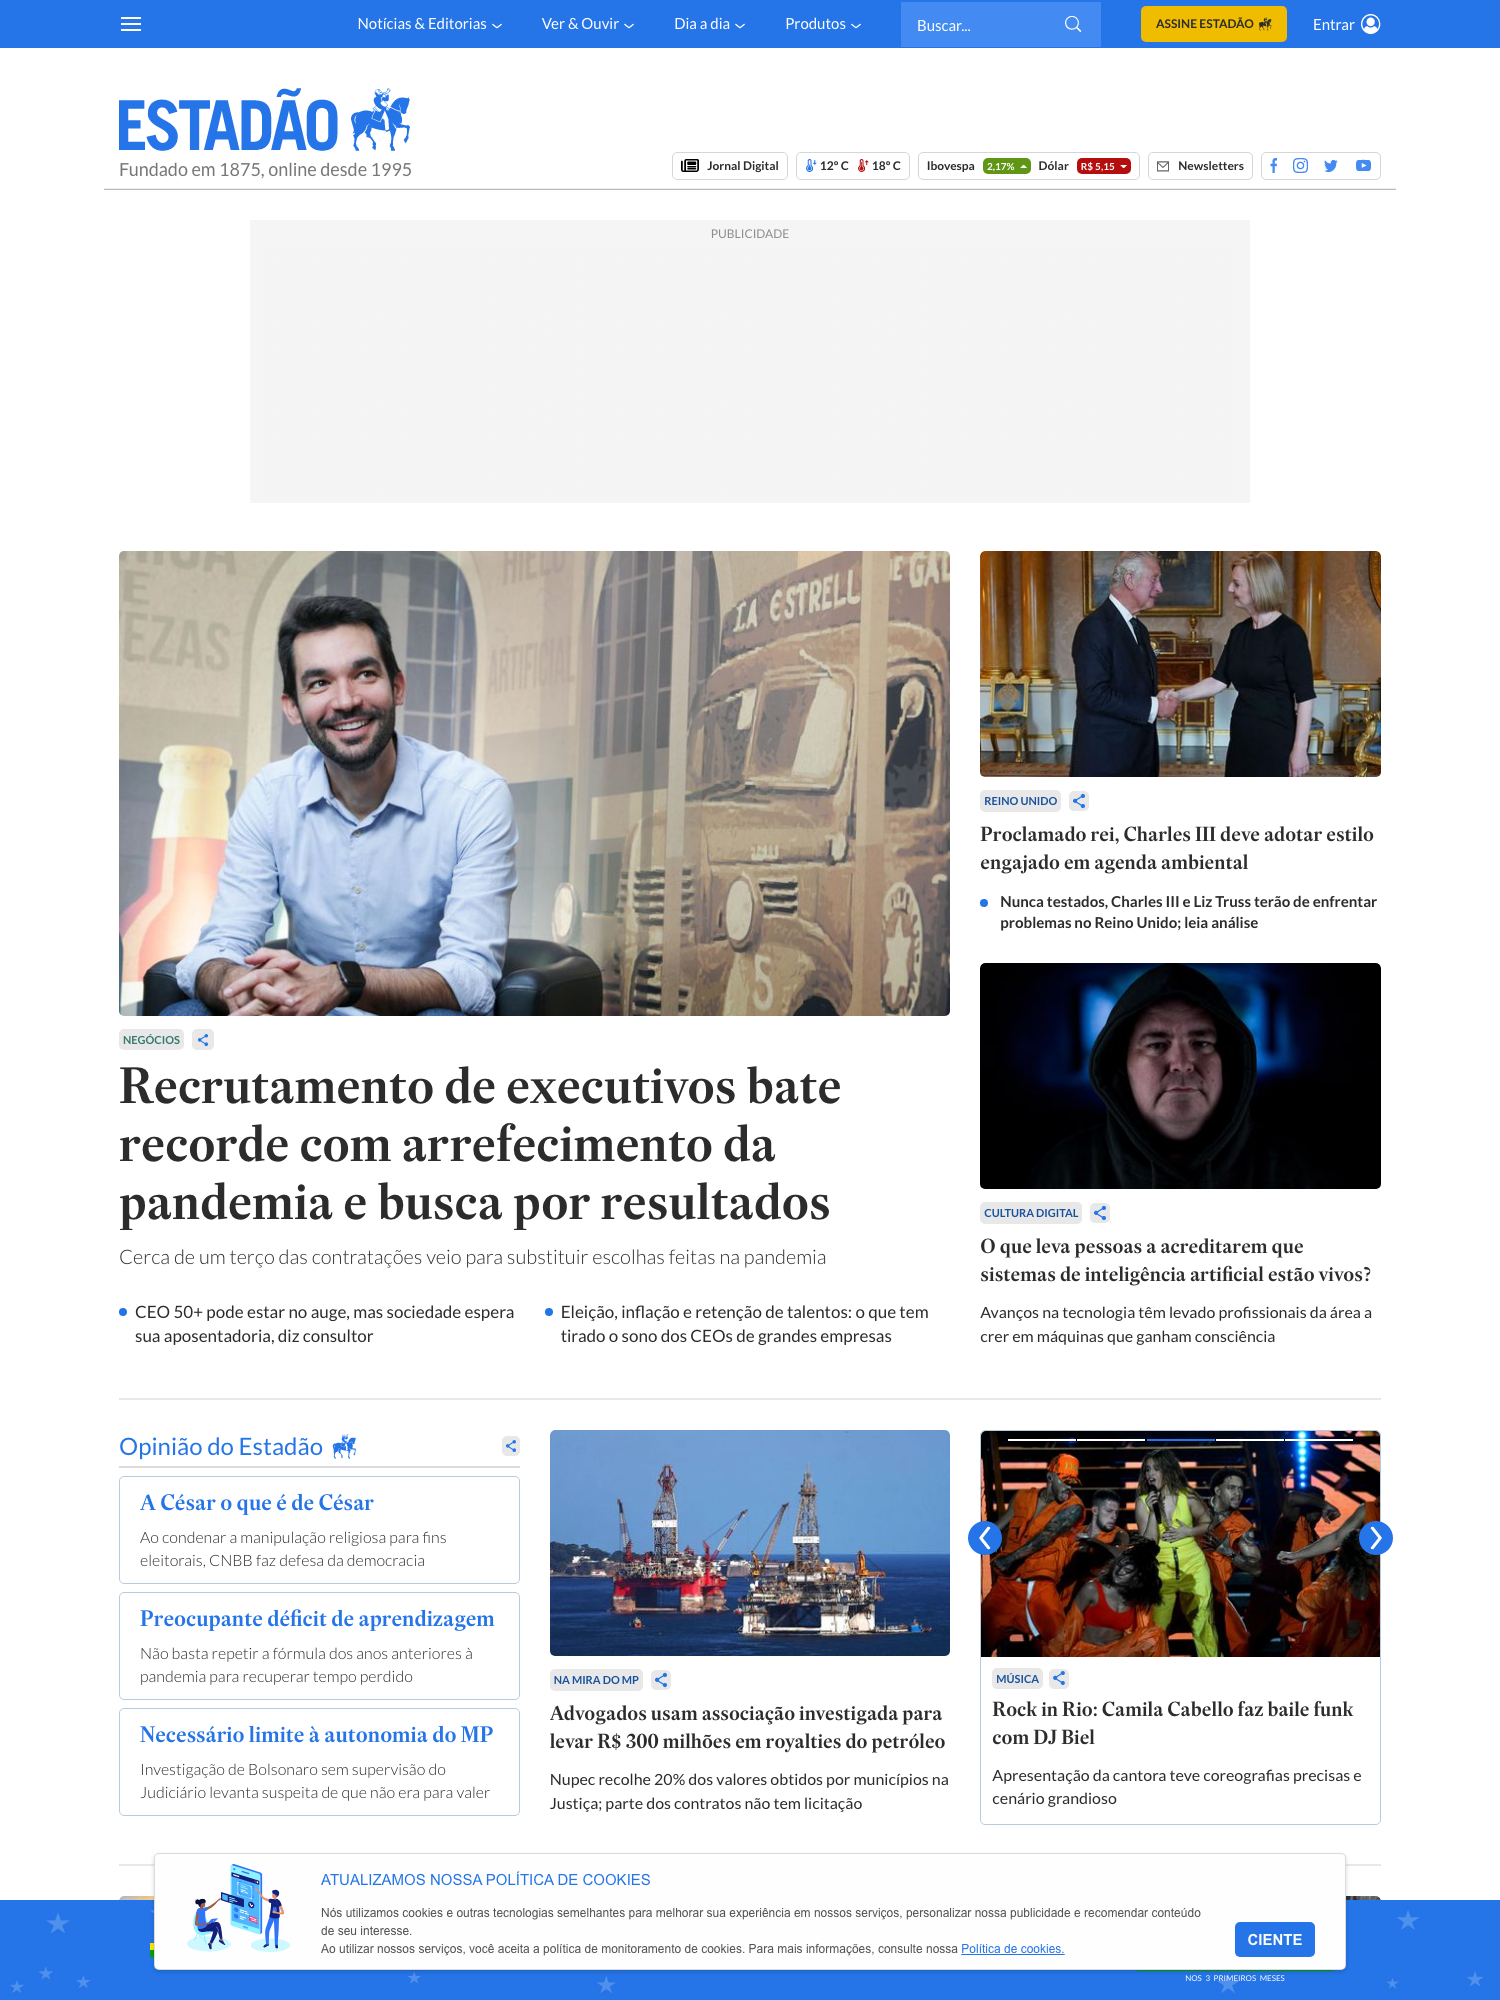 Notícias & Editorias
Ver & Ouvir
Dia a dia
Produtos
Buscar...
ASSINE ESTADÃO
Entrar
ESTADÃO
Fundado em 1875, online desde 1995
Jornal Digital
12º C
18º C
Ibovespa
2,17%
Dólar
R$ 5,15
Newsletters
PUBLICIDADE
LA ESTRELL
DE GAL
EZAS
NEGÓCIOS
Recrutamento de executivos bate
recorde com arrefecimento da
pandemia e busca por resultados
Cerca de um terço das contratações veio para substituir escolhas feitas na pandemia
CEO 50+ pode estar no auge, mas sociedade espera
sua aposentadoria, diz consultor
Eleição, inflação e retenção de talentos: o que tem
tirado o sono dos CEOs de grandes empresas
REINO UNIDO
Proclamado rei, Charles III deve adotar estilo
engajado em agenda ambiental
Nunca testados, Charles III e Liz Truss terão de enfrentar
problemas no Reino Unido; leia análise
CULTURA DIGITAL
O que leva pessoas a acreditarem que
sistemas de inteligência artificial estão vivos?
Avanços na tecnologia têm levado profissionais da área a
crer em máquinas que ganham consciência
Opinião do Estadão
A César o que é de César
Ao condenar a manipulação religiosa para fins
eleitorais, CNBB faz defesa da democracia
Preocupante déficit de aprendizagem
Não basta repetir a fórmula dos anos anteriores à
pandemia para recuperar tempo perdido
Necessário limite à autonomia do MP
Investigação de Bolsonaro sem supervisão do
Judiciário levanta suspeita de que não era para valer
NA MIRA DO MP
Advogados usam associação investigada para
levar R$ 300 milhões em royalties do petróleo
Nupec recolhe 20% dos valores obtidos por municípios na
Justiça; parte dos contratos não tem licitação
MÚSICA
Rock in Rio: Camila Cabello faz baile funk
com DJ Biel
Apresentação da cantora teve coreografias precisas e
cenário grandioso
ATUALIZAMOS NOSSA POLÍTICA DE COOKIES
Nós utilizamos cookies e outras tecnologias semelhantes para melhorar sua experiência em nossos serviços, personalizar nossa publicidade e recomendar conteúdo
de seu interesse.
Ao utilizar nossos serviços, você aceita a política de monitoramento de cookies. Para mais informações, consulte nossa Política de cookies.
CIENTE
NOS 3 PRIMEIROS MESES